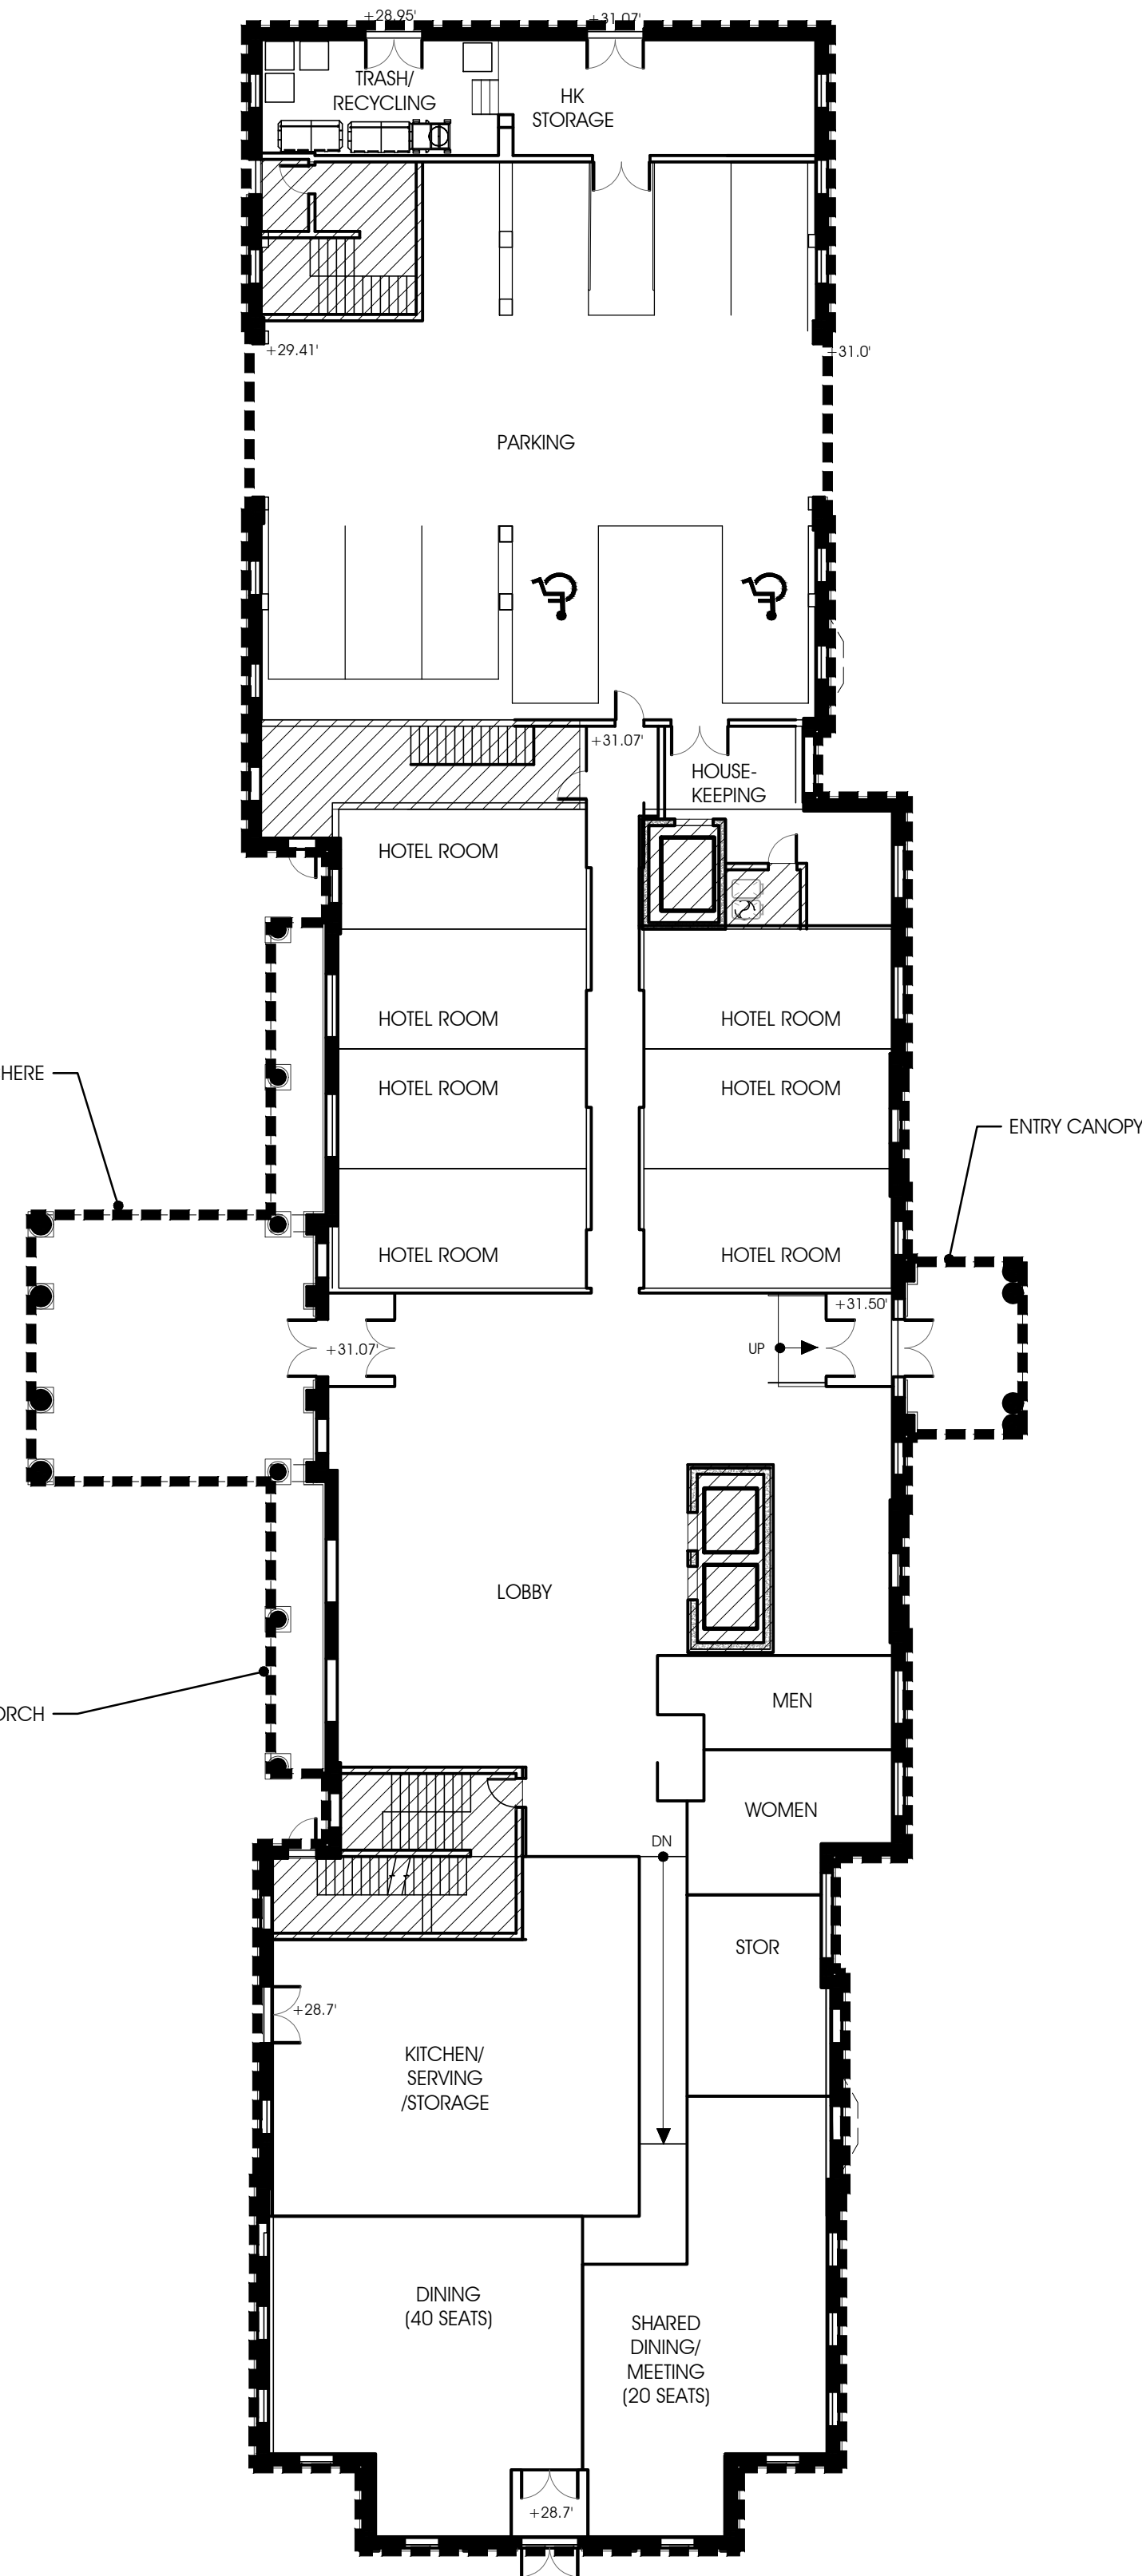 +28.95'
+31.07'
TRASH/
RECYCLING
HK
STORAGE
+29.41'
+31.0'
PARKING
+31.07'
HOUSE-
KEEPING
HOTEL ROOM
HOTEL ROOM
HOTEL ROOM
HERE
HOTEL ROOM
HOTEL ROOM
ENTRY CANOPY
HOTEL ROOM
HOTEL ROOM
+31.50'
+31.07'
UP
LOBBY
MEN
ORCH
WOMEN
DN
STOR
+28.7'
KITCHEN/
SERVING
/STORAGE
DINING
(40 SEATS)
SHARED
DINING/
MEETING
(20 SEATS)
+28.7'